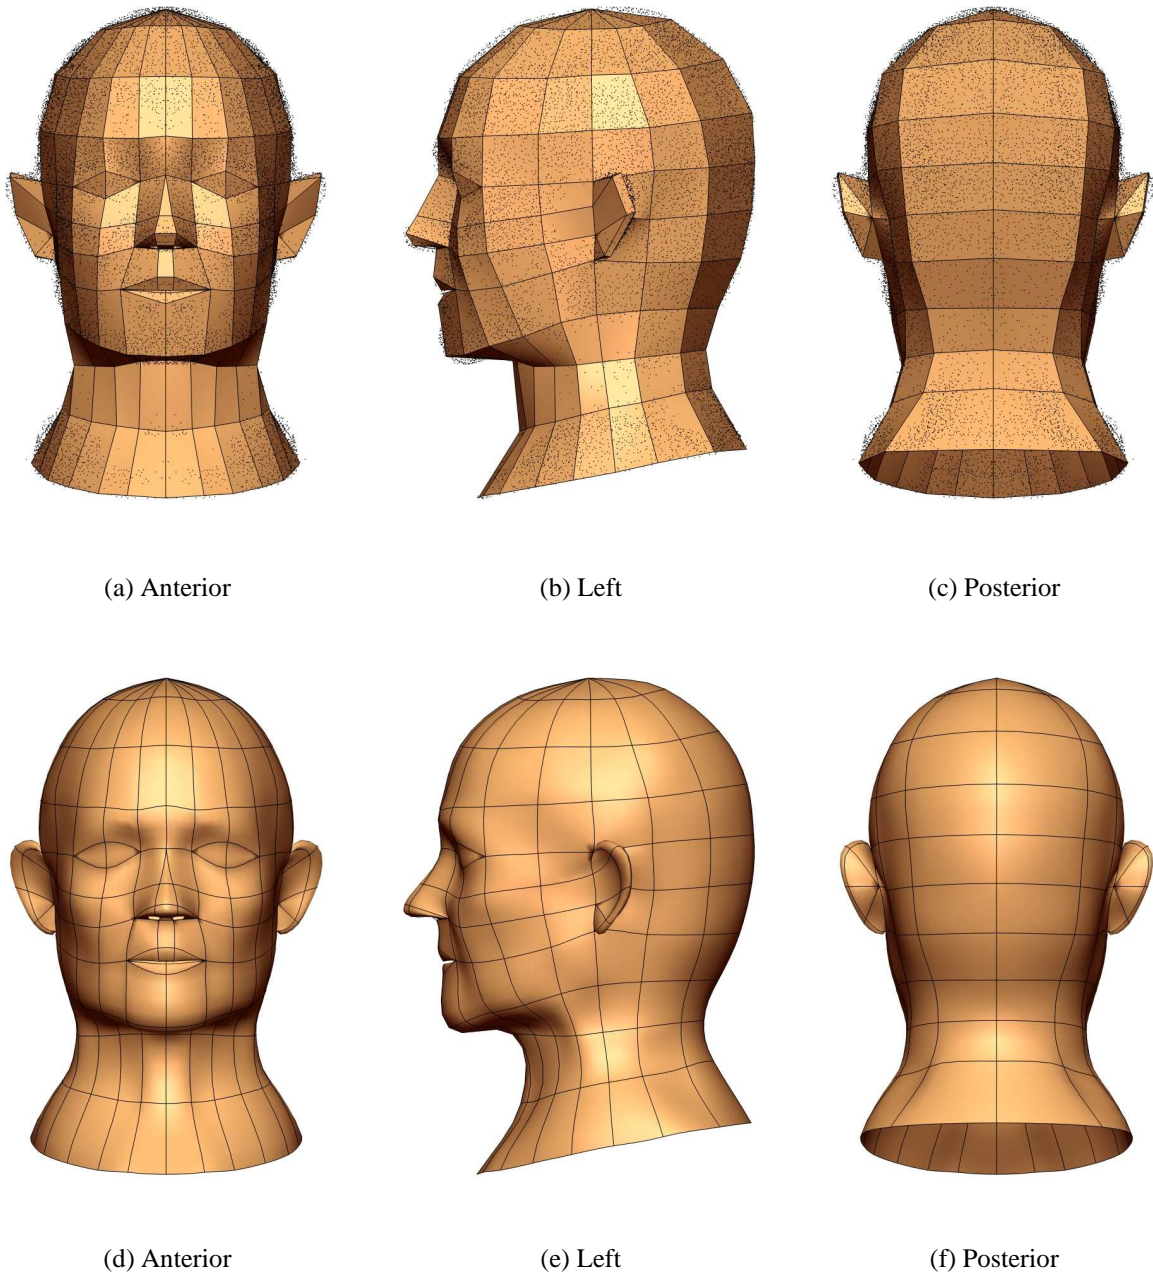 (a) Anterior
(b) Left
(c) Posterior
(d) Anterior
(e) Left
(f) Posterior